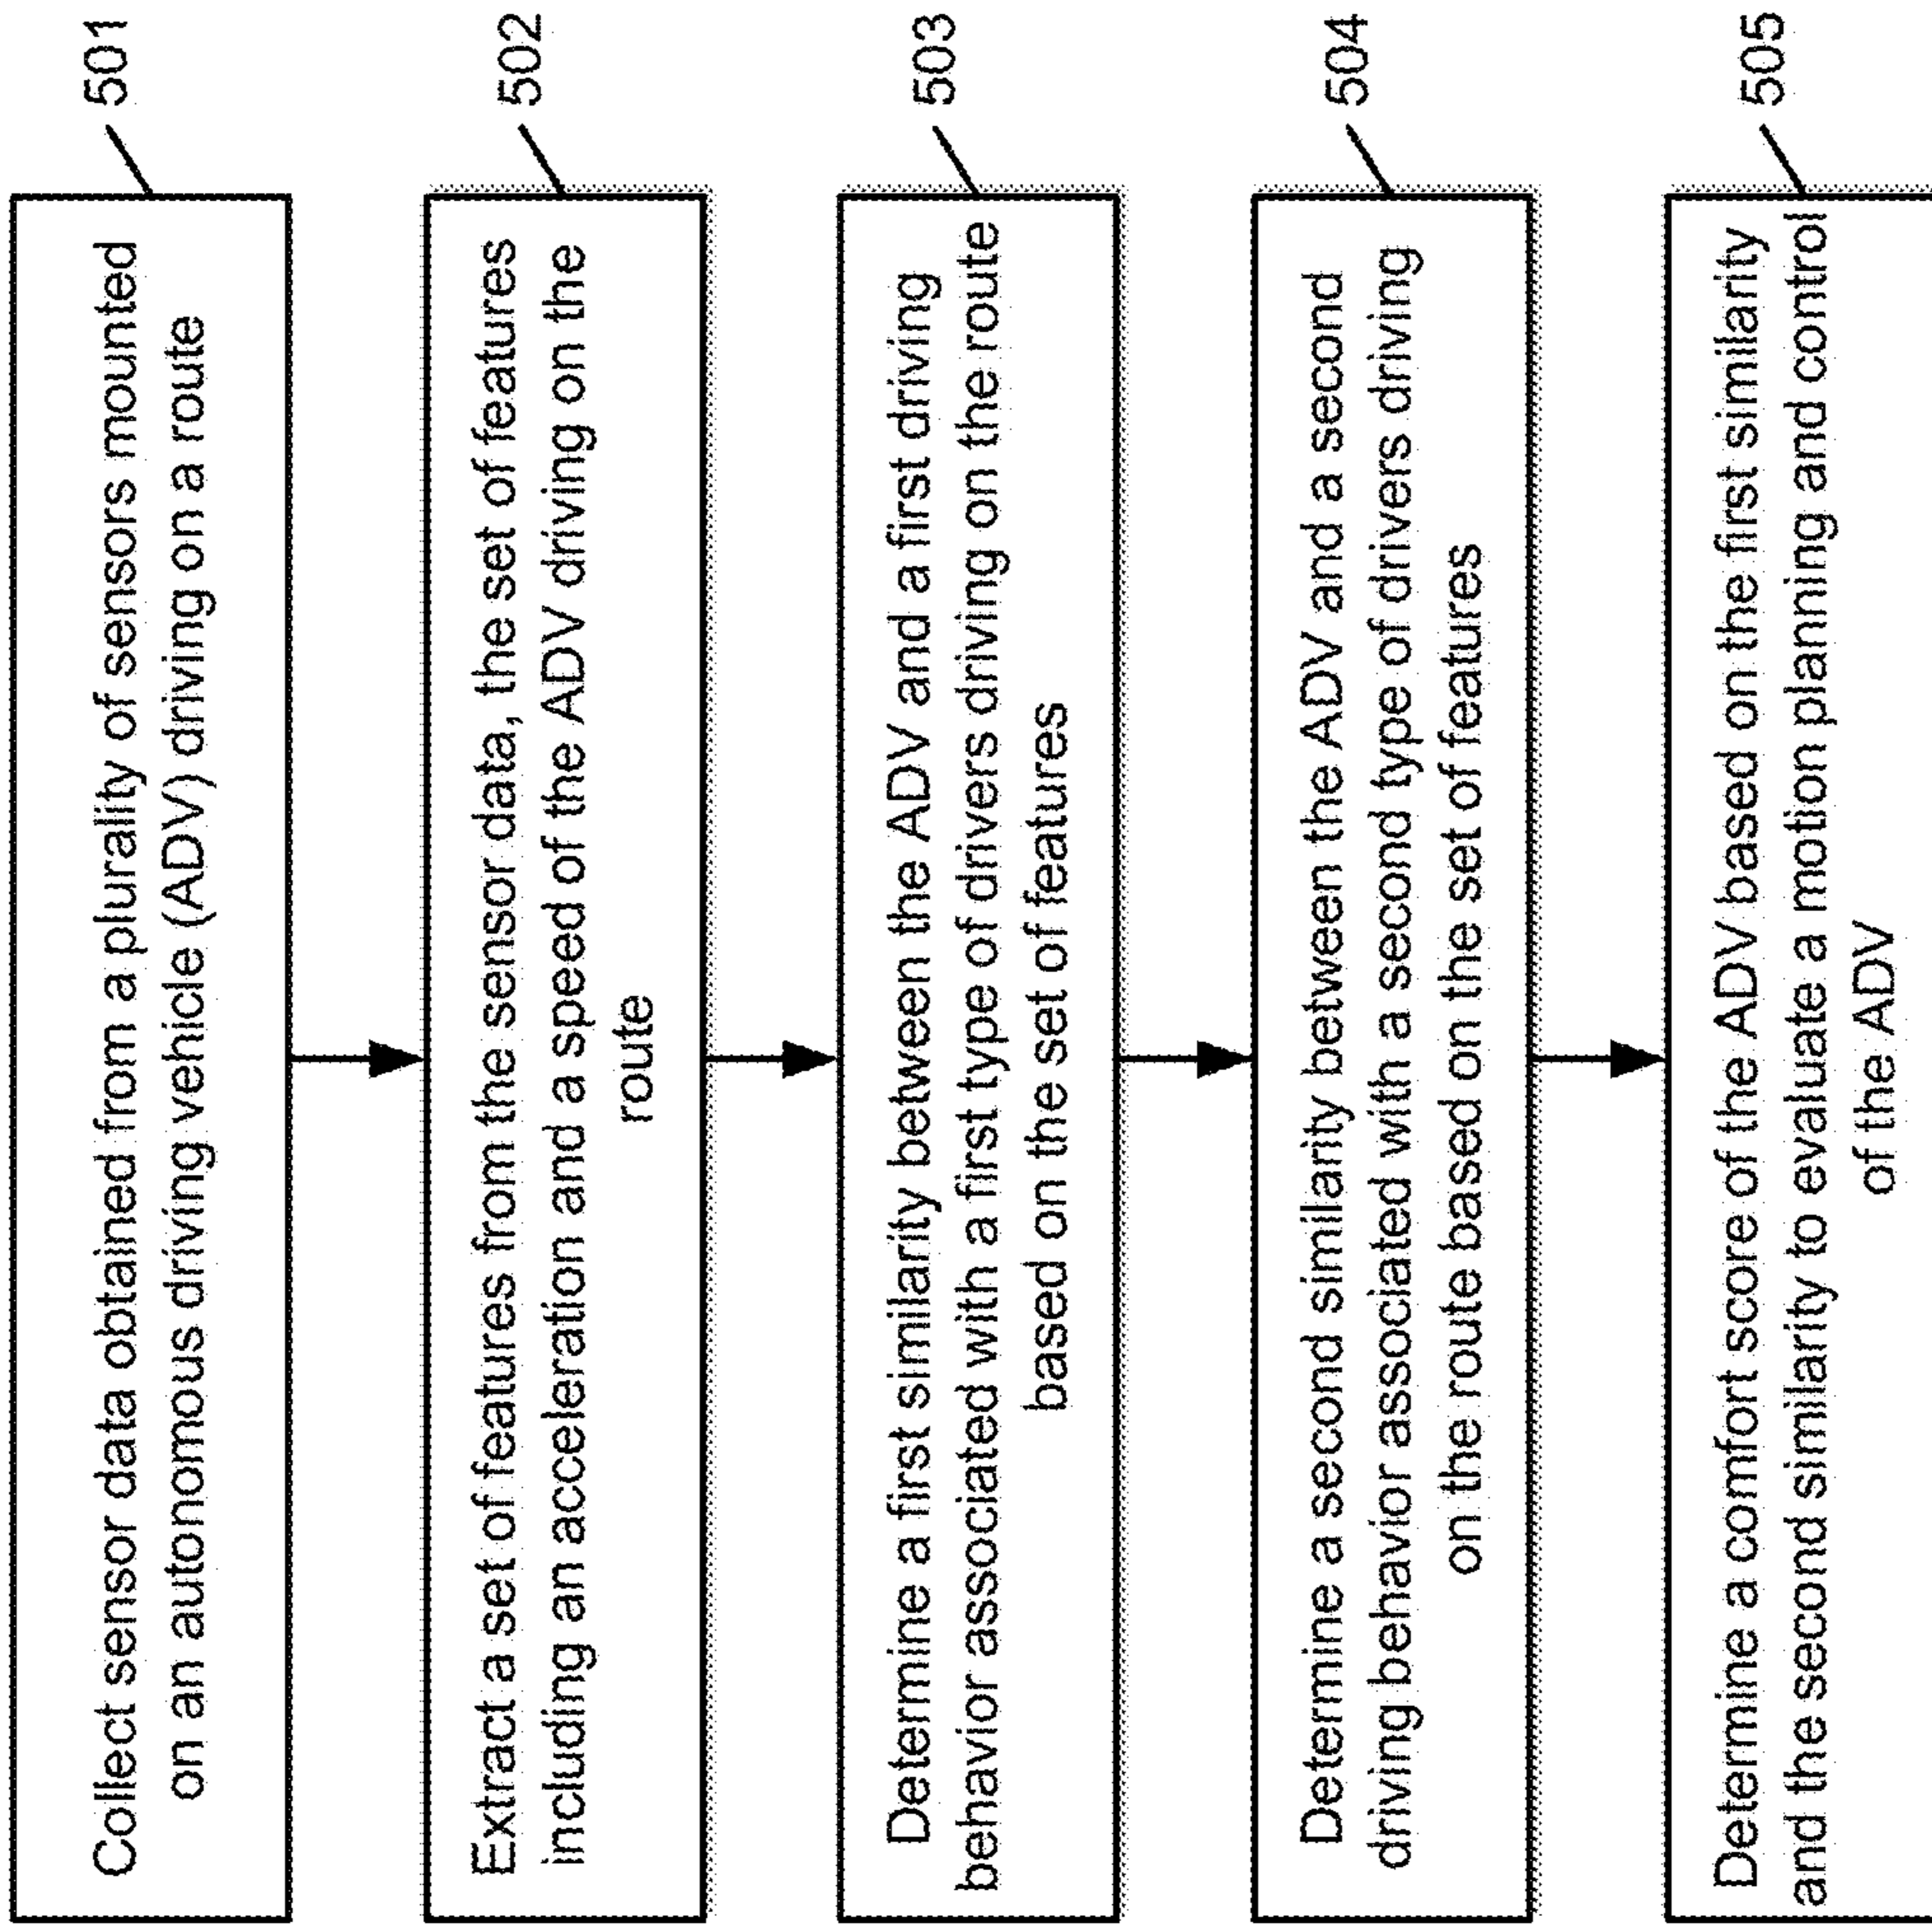 501
Collect sensor data obtained from a plurality of sensors mounted
on an autonomous driving vehicle (ADV) driving on a route
502
Extract a set of features from the sensor data, the set of features
including an acceleration and a speed of the ADV driving on the
route
503
Determine a first similarity between the ADV and a first driving
behavior associated with a first type of drivers driving on the route
based on the set of features
504
Determine a second similarity between the ADV and a second
driving behavior associated with a second type of drivers driving
on the route based on the set of features
505
Determine a comfort score of the ADV based on the first similarity
and the second similarity to evaluate a motion planning and control
of the ADV